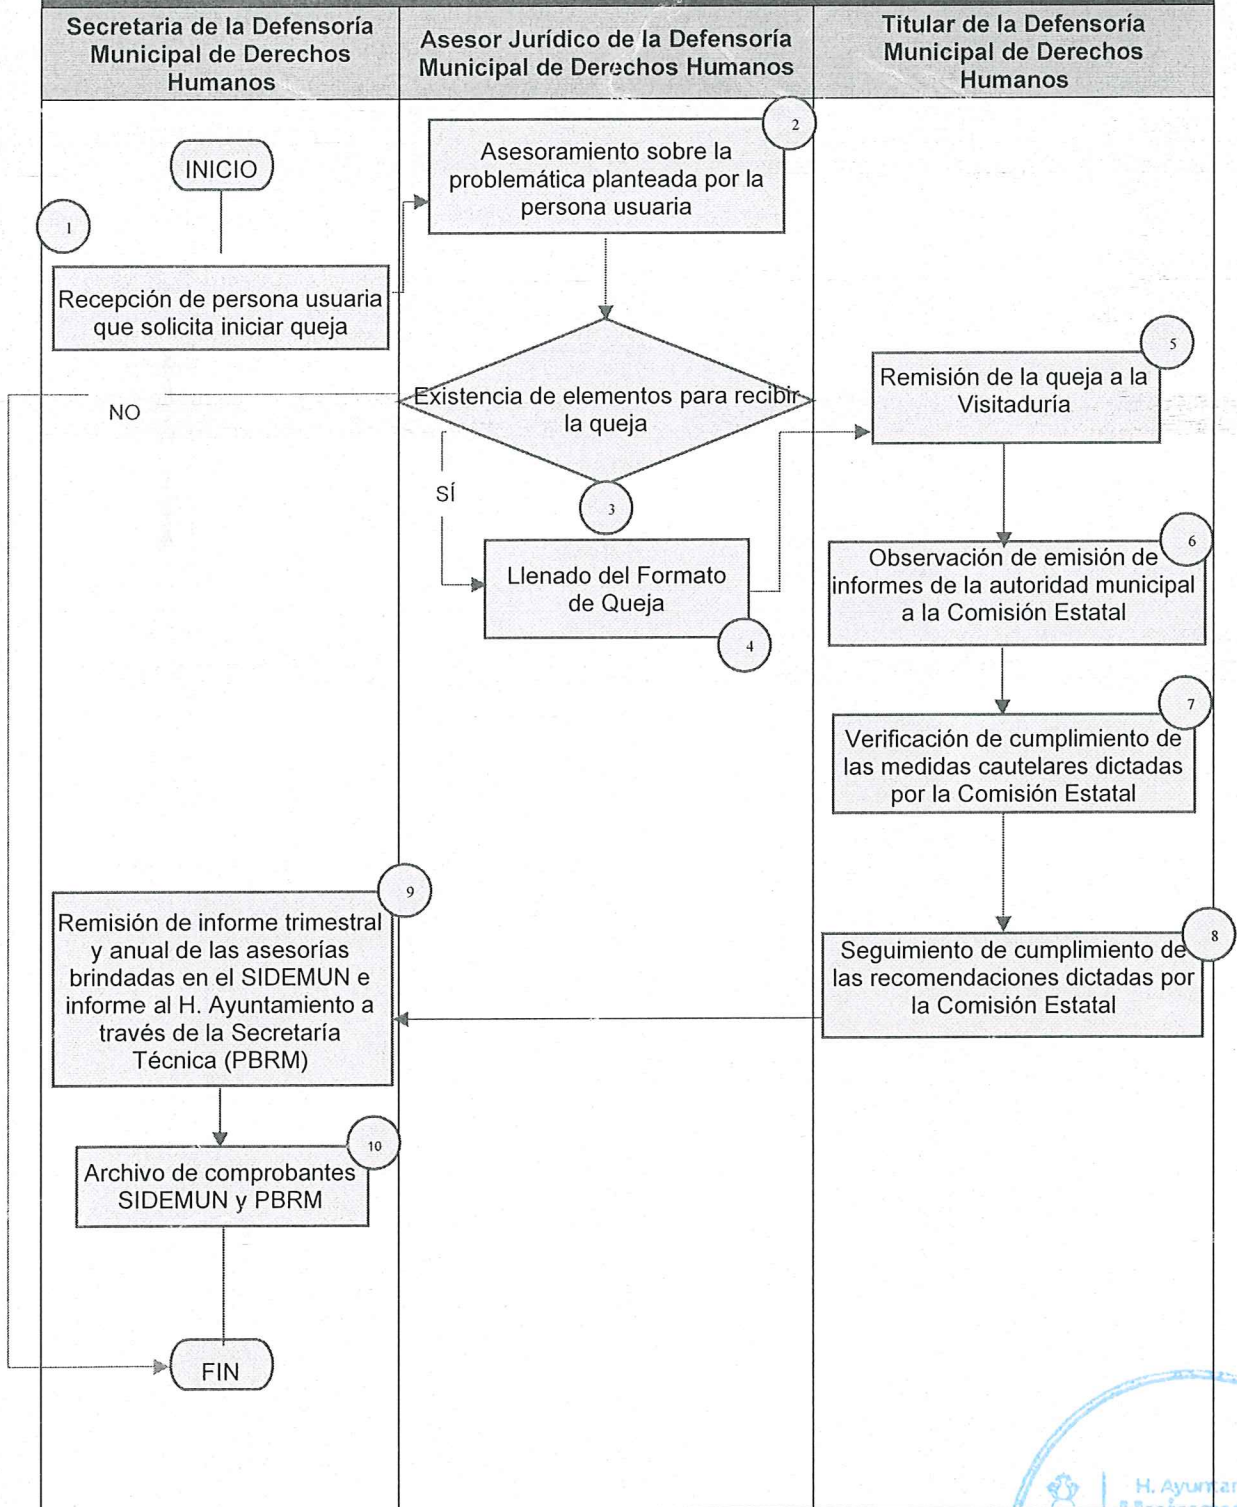 Secretaria de la Defensoría
Municipal de Derechos
Humanos
Asesor Jurídico de la Defensoría
Municipal de Derechos Humanos
Titular de la Defensoría
Municipal de Derechos
Humanos
INICIO
1
Recepción de persona usuaria
que solicita iniciar queja
2
Asesoramiento sobre la
problemática planteada por la
persona usuaria
Existencia de elementos para recibir
la queja
NO
SÍ
3
Llenado del Formato
de Queja
4
5
Remisión de la queja a la
Visitaduría
6
Observación de emisión de
informes de la autoridad municipal
a la Comisión Estatal
7
Verificación de cumplimiento de
las medidas cautelares dictadas
por la Comisión Estatal
8
Seguimiento de cumplimiento de
las recomendaciones dictadas por
la Comisión Estatal
9
Remisión de informe trimestral
y anual de las asesorías
brindadas en el SIDEMUN e
informe al H. Ayuntamiento a
través de la Secretaría
Técnica (PBRM)
10
Archivo de comprobantes
SIDEMUN y PBRM
FIN
H.